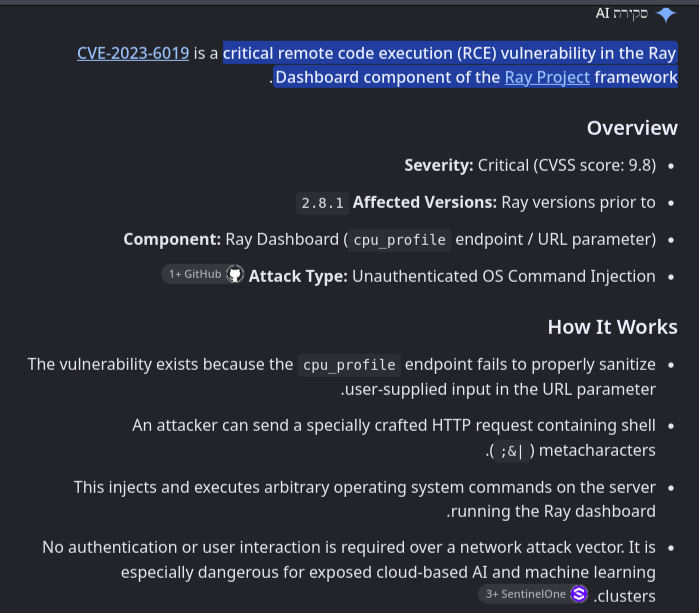 סקירת AI
CVE-2023-6019 is a critical remote code execution (RCE) vulnerability in the Ray
Dashboard component of the Ray Project framework.
Overview
Severity: Critical (CVSS score: 9.8)
Affected Versions: Ray versions prior to 2.8.1
Component: Ray Dashboard (cpu_profile endpoint / URL parameter)
Attack Type: Unauthenticated OS Command Injection GitHub +1
How It Works
The vulnerability exists because the cpu_profile endpoint fails to properly sanitize
user-supplied input in the URL parameter.
An attacker can send a specially crafted HTTP request containing shell
metacharacters (;&|).
This injects and executes arbitrary operating system commands on the server
running the Ray dashboard.
No authentication or user interaction is required over a network attack vector. It is
especially dangerous for exposed cloud-based AI and machine learning
clusters. SentinelOne +3